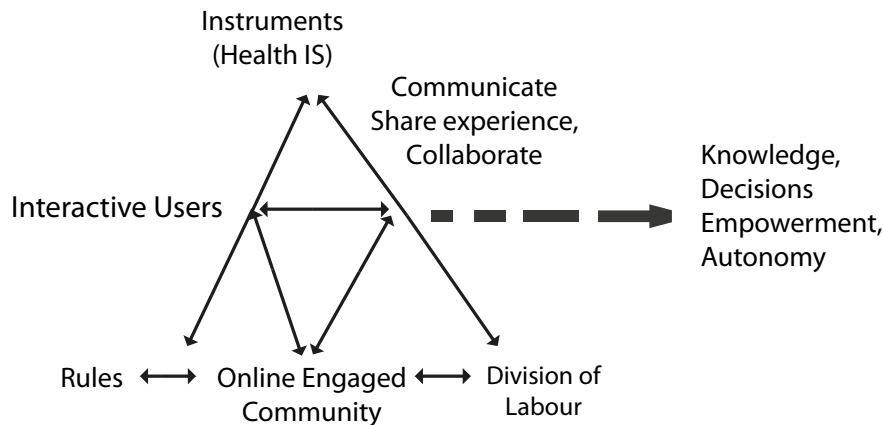 Instruments
(Health IS)
Communicate
Share experience,
Collaborate
Knowledge,
Decisions
Empowerment,
Autonomy
Interactive Users
Rules
Online Engaged
Community
Division of
Labour